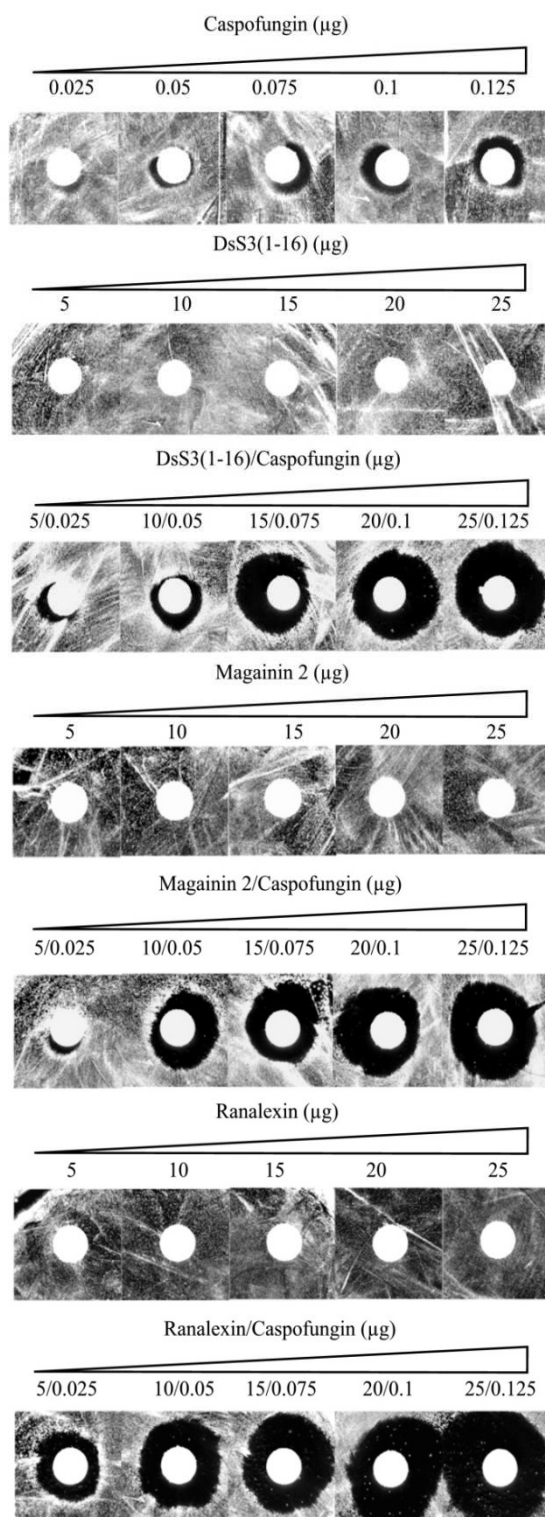 Caspofungin (µg)
0.025 0.05 0.075 0.1 0.125
DsS3(1-16) (µg)
5 10 15 20 25
DsS3(1-16)/Caspofungin (µg)
5/0.025 10/0.05 15/0.075 20/0.1 25/0.125
Magainin 2 (µg)
5 10 15 20 25
Magainin 2/Caspofungin (µg)
5/0.025 10/0.05 15/0.075 20/0.1 25/0.125
Ranalexin (µg)
5 10 15 20 25
Ranalexin/Caspofungin (µg)
5/0.025 10/0.05 15/0.075 20/0.1 25/0.125